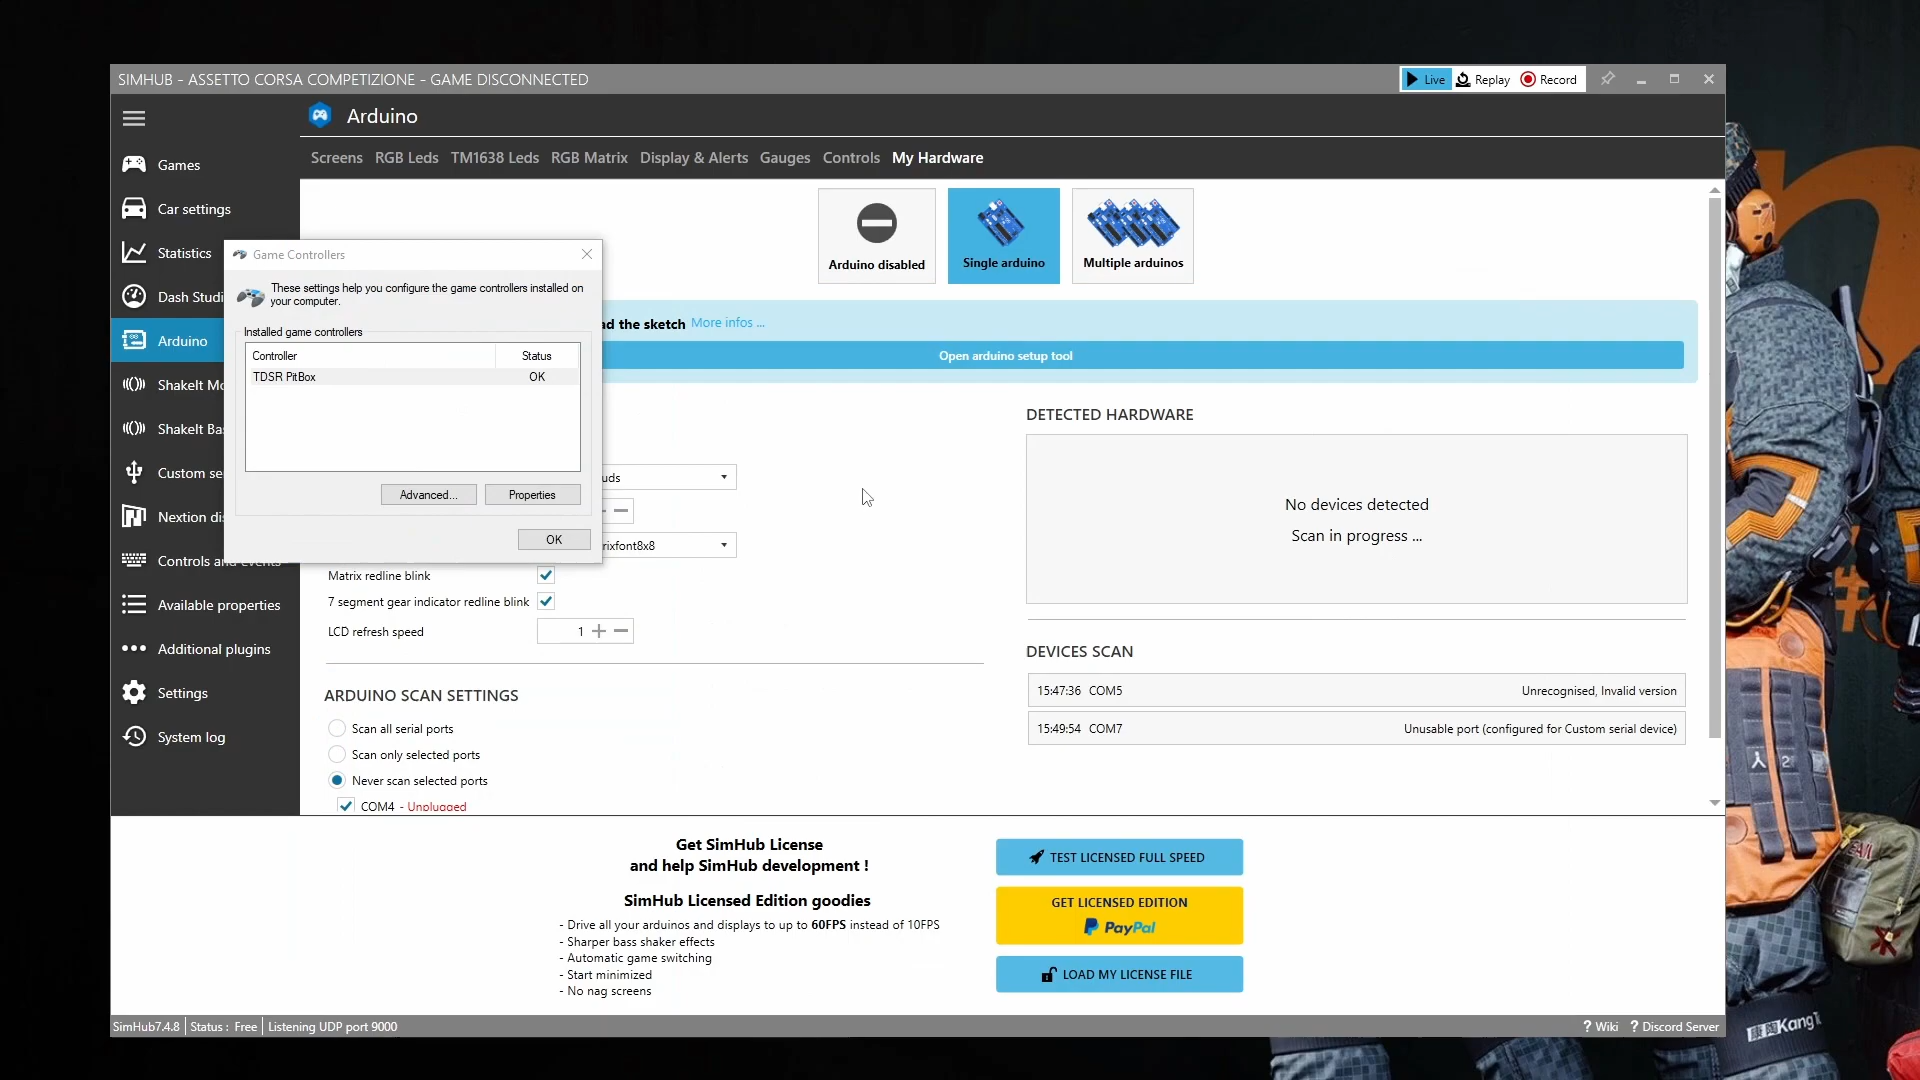 SIMHUB - ASSETTO CORSA COMPETIZIONE - GAME DISCONNECTED
Live
Replay
Record
Arduino
Screens RGB Leds TM1638 Leds RGB Matrix Display & Alerts Gauges Controls My Hardware
Games
Car settings
Statistics
Dash Studi
Arduino
ShakeIt Mo
ShakeIt Ba
Custom se
Nextion di
Controls and events
Available properties
Additional plugins
Settings
System log
Arduino disabled
Single arduino
Multiple arduinos
Game Controllers
These settings help you configure the game controllers installed on
your computer.
Installed game controllers
Controller Status
TDSR PitBox OK
Advanced...
Properties
OK
ad the sketch More infos ...
Open arduino setup tool
uds
rixfont8x8
Matrix redline blink
7 segment gear indicator redline blink
LCD refresh speed 1
ARDUINO SCAN SETTINGS
Scan all serial ports
Scan only selected ports
Never scan selected ports
COM4 - Unplugged
DETECTED HARDWARE
No devices detected
Scan in progress ...
DEVICES SCAN
15:47:36 COM5 Unrecognised, Invalid version
15:49:54 COM7 Unusable port (configured for Custom serial device)
Get SimHub License
and help SimHub development !
SimHub Licensed Edition goodies
- Drive all your arduinos and displays to up to 60FPS instead of 10FPS
- Sharper bass shaker effects
- Automatic game switching
- Start minimized
- No nag screens
TEST LICENSED FULL SPEED
GET LICENSED EDITION
PayPal
LOAD MY LICENSE FILE
SimHub7.4.8 Status : Free Listening UDP port 9000
? Wiki ? Discord Server